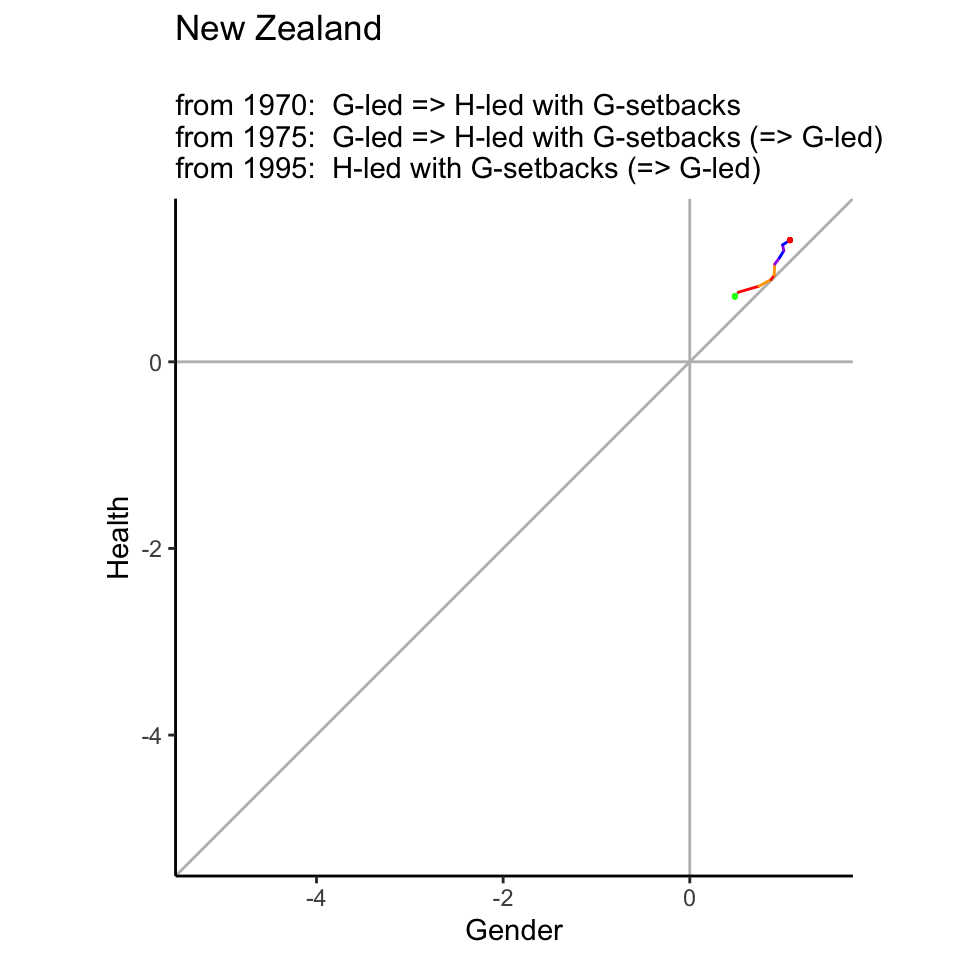 New Zealand
from 1970:  G-led => H-led with G-setbacks
from 1975:  G-led => H-led with G-setbacks (=> G-led)
from 1995:  H-led with G-setbacks (=> G-led)
0
-2
-4
Health
-4
-2
0
Gender